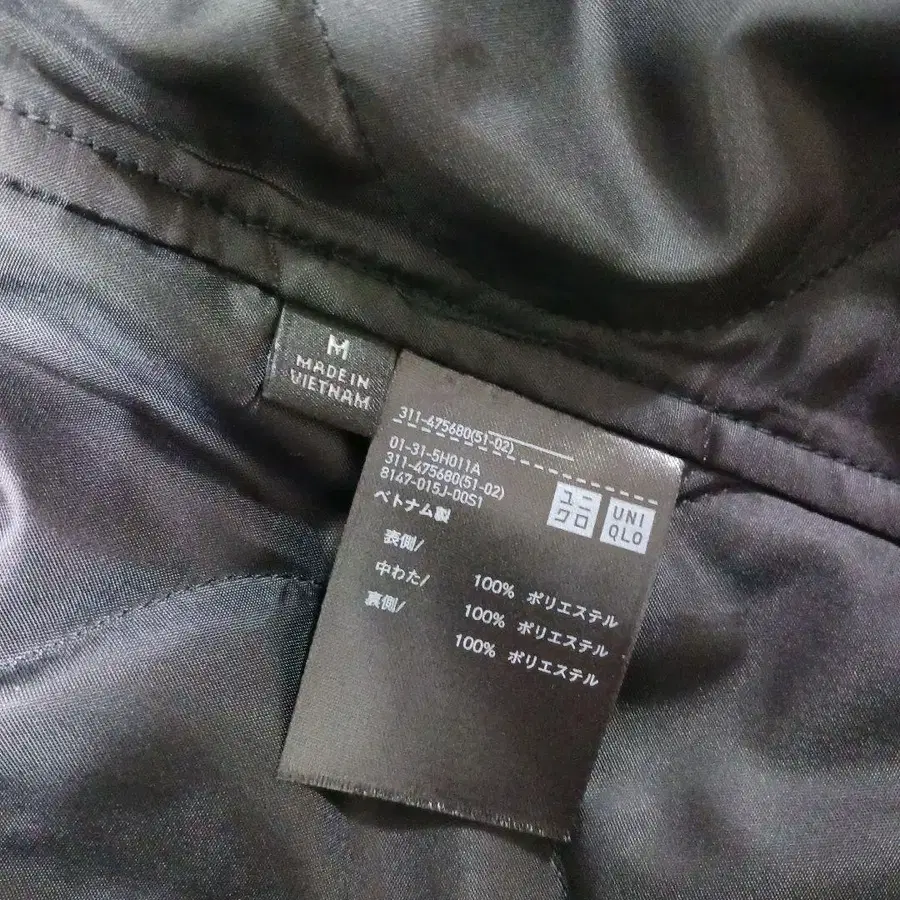 M
MADE IN
VIETNAM
311-475680(51-02)
01-31-5H011A
311-475680(51-02)
8147-015J-00S1
ベトナム製
ユニ
クロ
UNI
QLO
表側/
100% ポリエステル
中わた/
100% ポリエステル
裏側/
100% ポリエステル